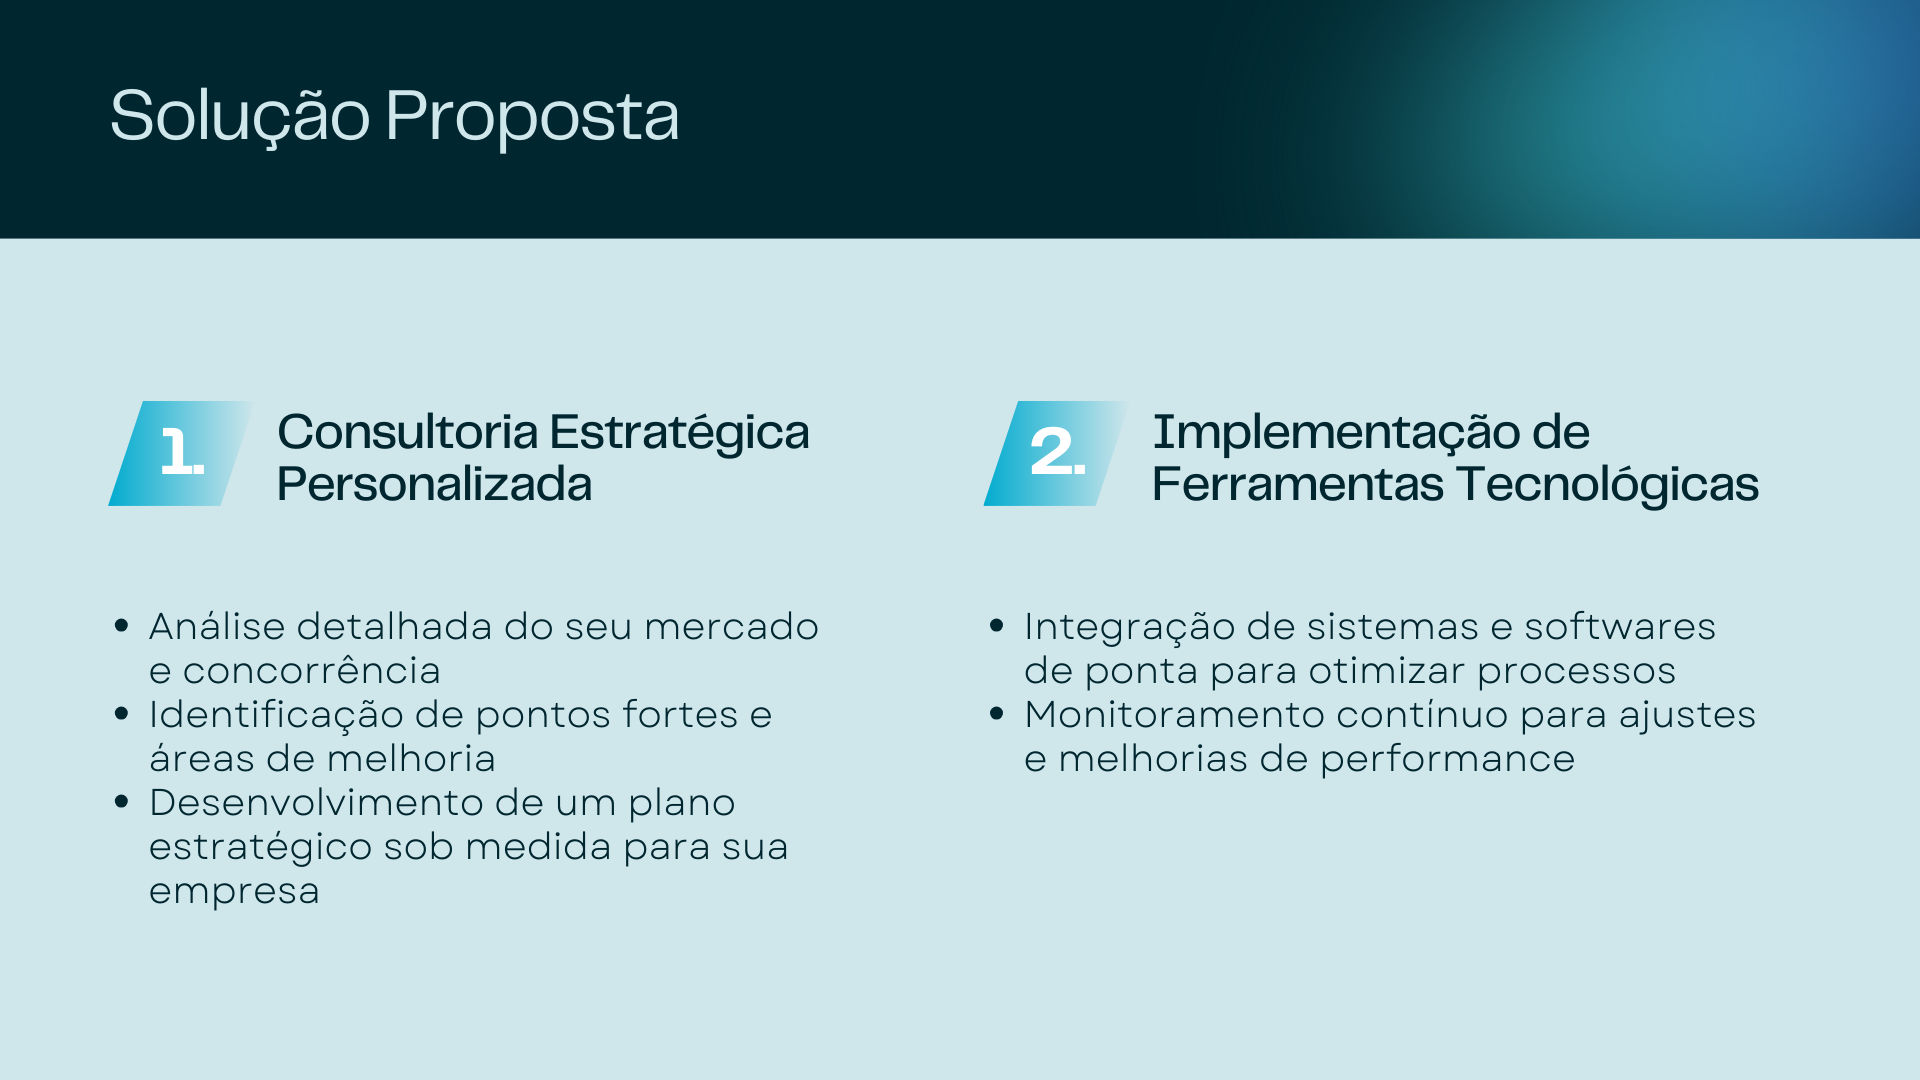 Solução Proposta
1.
Consultoria Estratégica
Personalizada
• Análise detalhada do seu mercado
e concorrência
• Identificação de pontos fortes e
áreas de melhoria
• Desenvolvimento de um plano
estratégico sob medida para sua
empresa
2.
Implementação de
Ferramentas Tecnológicas
• Integração de sistemas e softwares
de ponta para otimizar processos
• Monitoramento contínuo para ajustes
e melhorias de performance